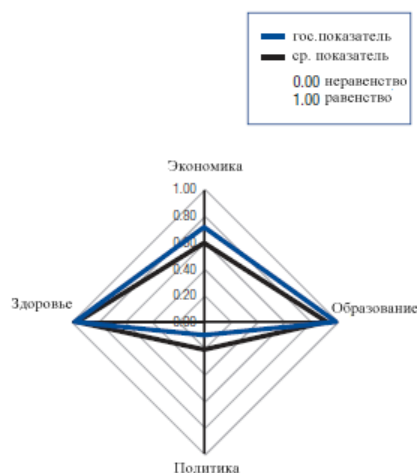 гос.показатель
ср. показатель
0.00 неравенство
1.00 равенство
Экономика
1.00
0.80
0.60
0.40
0.20
0.00
Здоровье
Образование
Политика